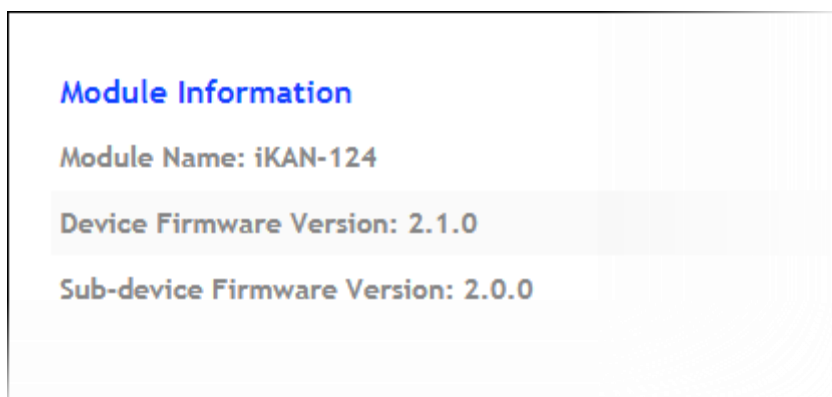 Module Information
Module Name: iKAN-124
Device Firmware Version: 2.1.0
Sub-device Firmware Version: 2.0.0